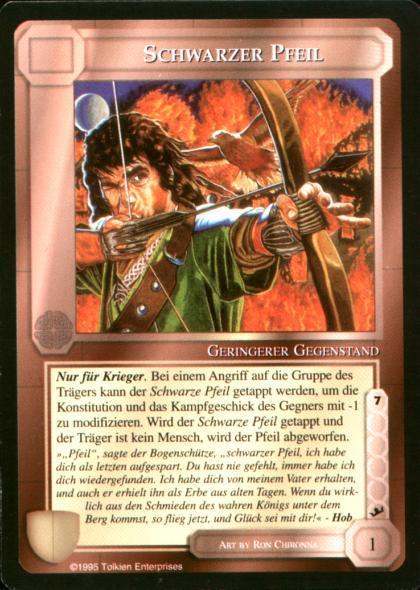 Schwarzer Pfeil
Geringerer Gegenstand
Nur für Krieger. Bei einem Angriff auf die Gruppe des
Trägers kann der Schwarze Pfeil getappt werden, um die
Konstitution und das Kampfgeschick des Gegners mit -1
zu modifizieren. Wird der Schwarze Pfeil getappt und
der Träger ist kein Mensch, wird der Pfeil abgeworfen.
»„Pfeil“, sagte der Bogenschütze, „schwarzer Pfeil, ich habe
dich als letzten aufgespart. Du hast nie gefehlt, immer habe ich
dich wiedergefunden. Ich habe dich von meinem Vater erhalten,
und auch er erhielt ihn als Erbe aus alten Tagen. Wenn du wirk-
lich aus den Schmieden des wahren Königs unter dem
Berg kommst, so flieg jetzt, und Glück sei mit dir!« - Hob
7
Art by Ron Chironna
1
©1995 Tolkien Enterprises